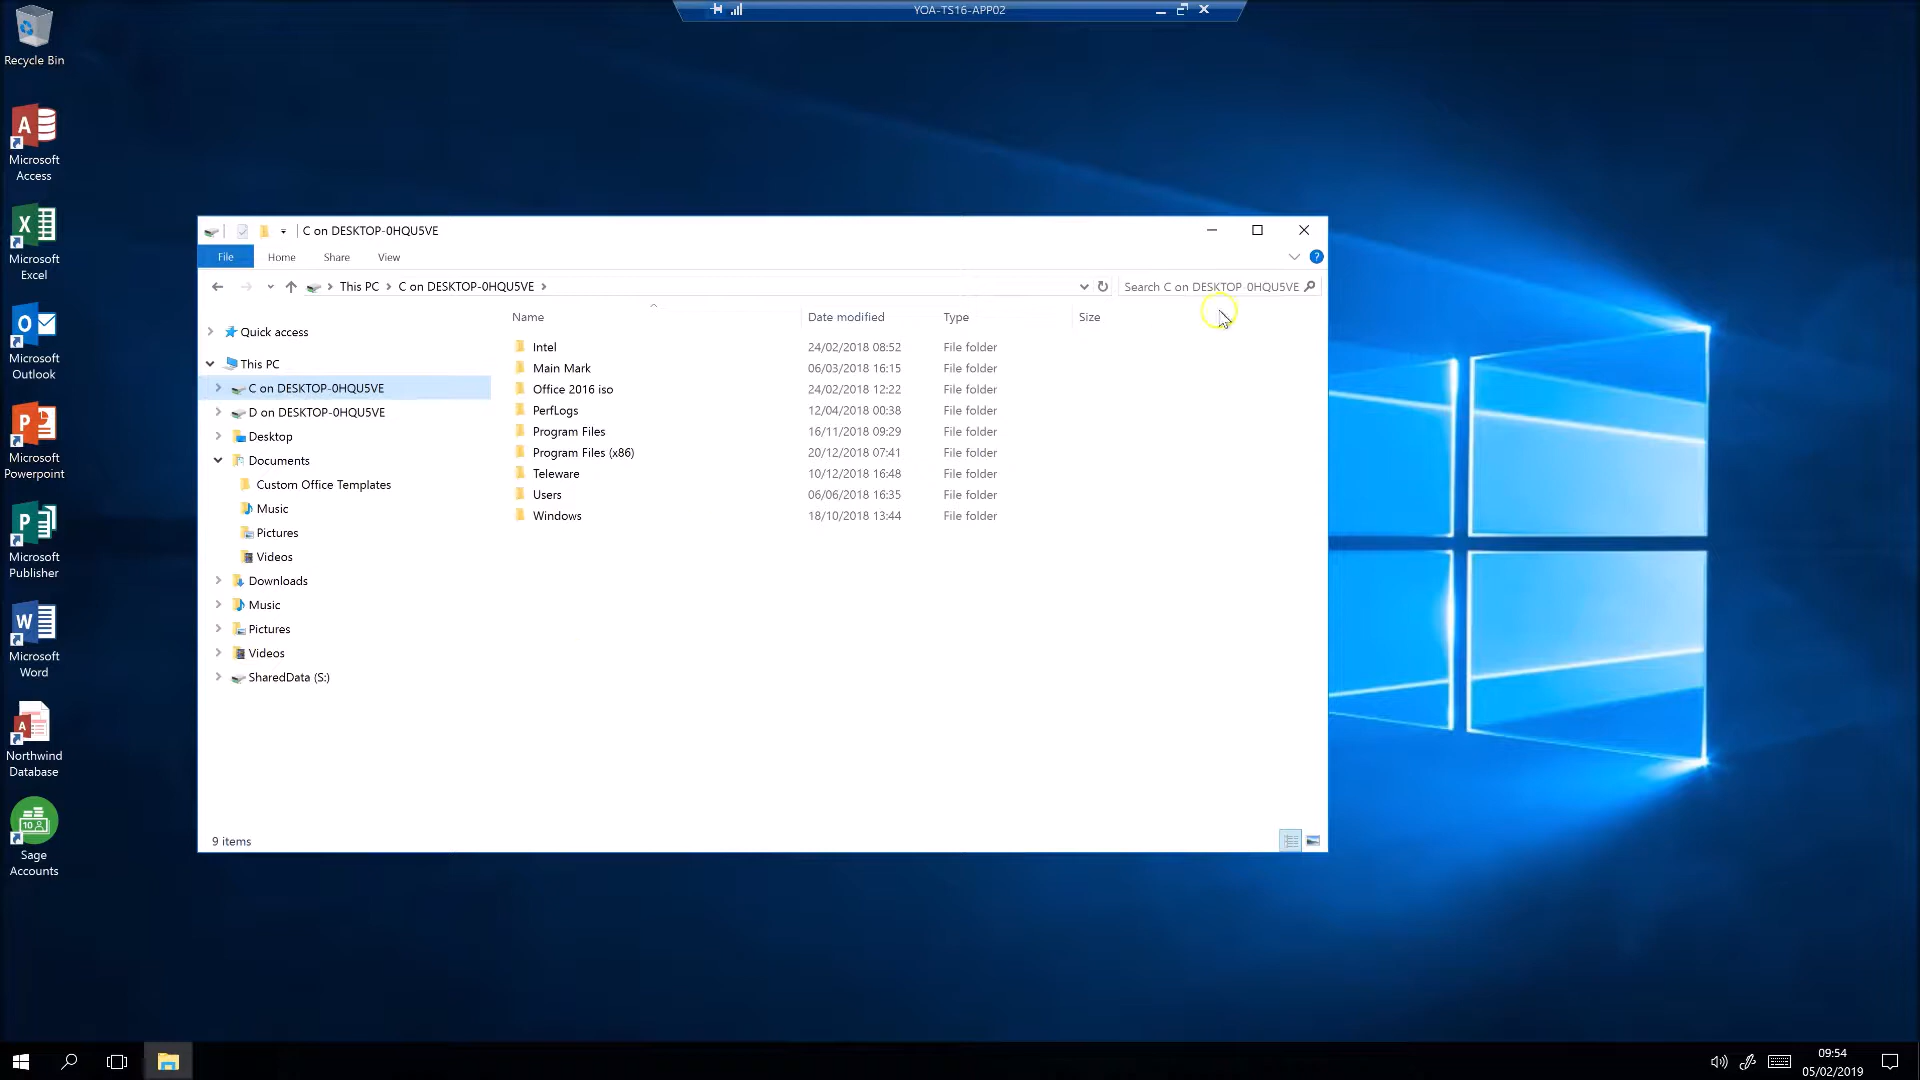 YOA-TS16-APP02
Recycle Bin
Microsoft
Access
Microsoft
Excel
Microsoft
Outlook
Microsoft
Powerpoint
Microsoft
Publisher
Microsoft
Word
Northwind
Database
Sage
Accounts
C on DESKTOP-0HQU5VE
File Home Share View
This PC C on DESKTOP-0HQU5VE
Search C on DESKTOP-0HQU5VE
Quick access
This PC
C on DESKTOP-0HQU5VE
D on DESKTOP-0HQU5VE
Desktop
Documents
Custom Office Templates
Music
Pictures
Videos
Downloads
Music
Pictures
Videos
SharedData (S:)
Name Date modified Type Size
Intel 24/02/2018 08:52 File folder
Main Mark 06/03/2018 16:15 File folder
Office 2016 iso 24/02/2018 12:22 File folder
PerfLogs 12/04/2018 00:38 File folder
Program Files 16/11/2018 09:29 File folder
Program Files (x86) 20/12/2018 07:41 File folder
Teleware 10/12/2018 16:48 File folder
Users 06/06/2018 16:35 File folder
Windows 18/10/2018 13:44 File folder
9 items
09:54
05/02/2019